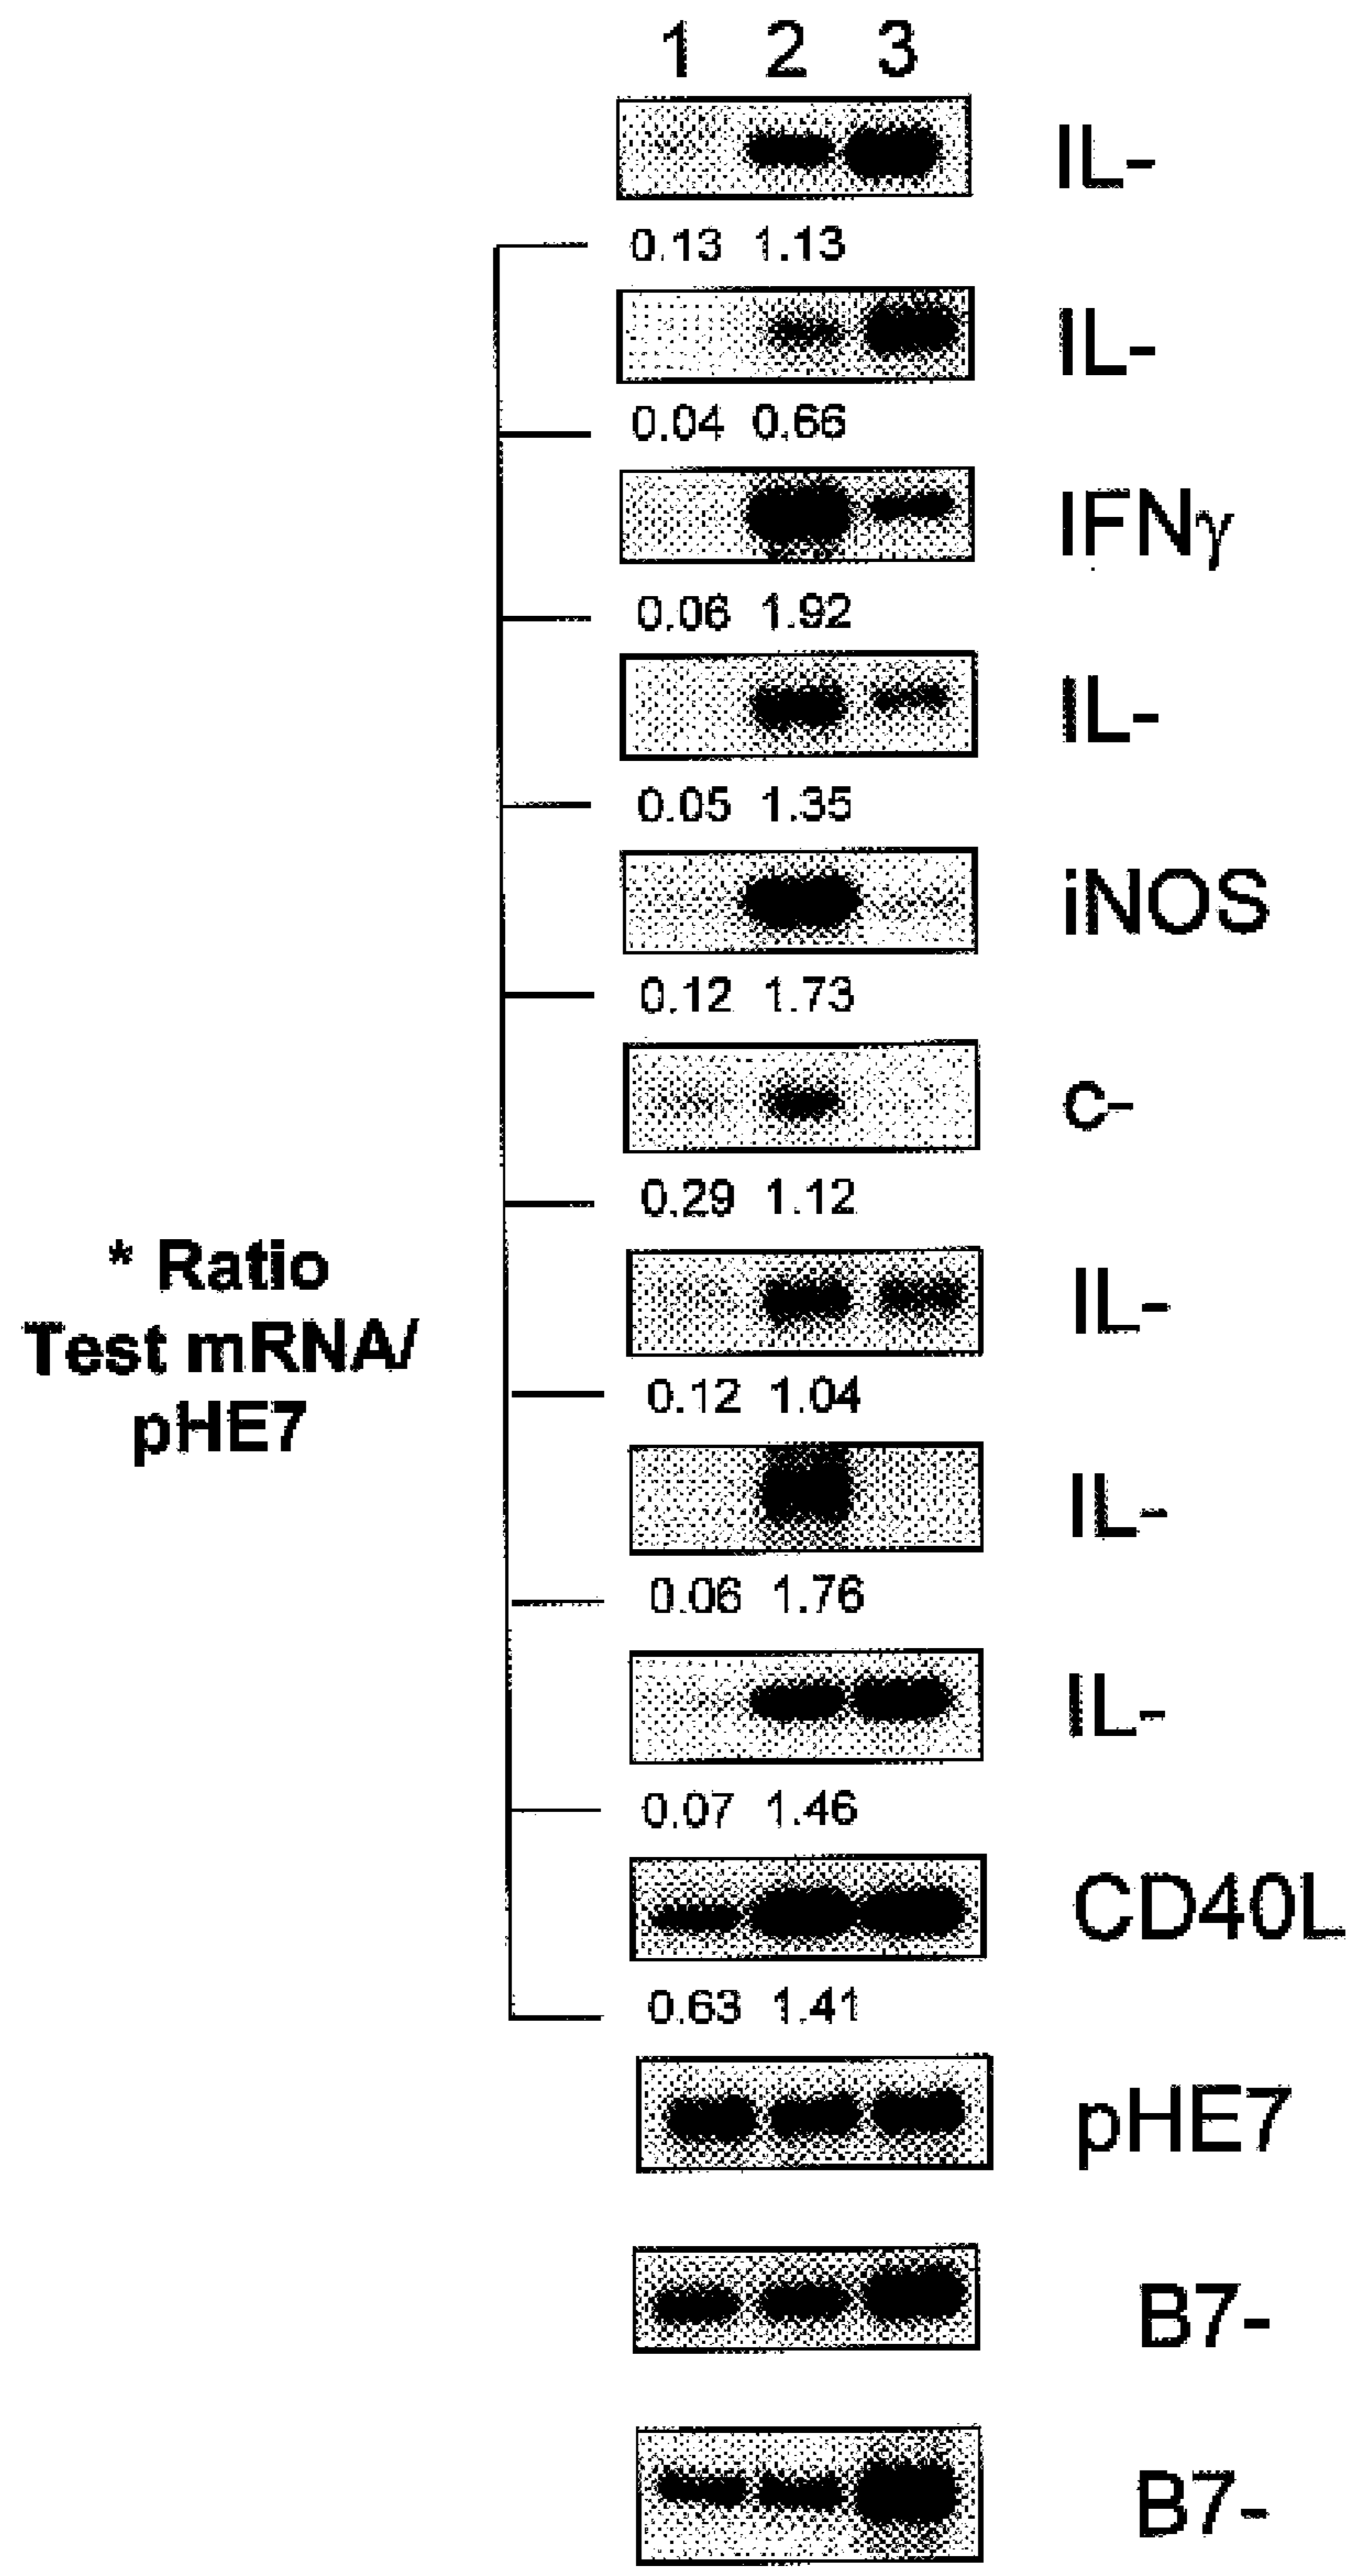 1 2 3
IL-
0.13 1.13
IL-
0.04 0.66
IFNγ
0.06 1.92
IL-
0.05 1.35
iNOS
0.12 1.73
c-
0.29 1.12
* Ratio
Test mRNA/
pHE7
IL-
0.12 1.04
IL-
0.06 1.76
IL-
0.07 1.46
CD40L
0.63 1.41
pHE7
B7-
B7-